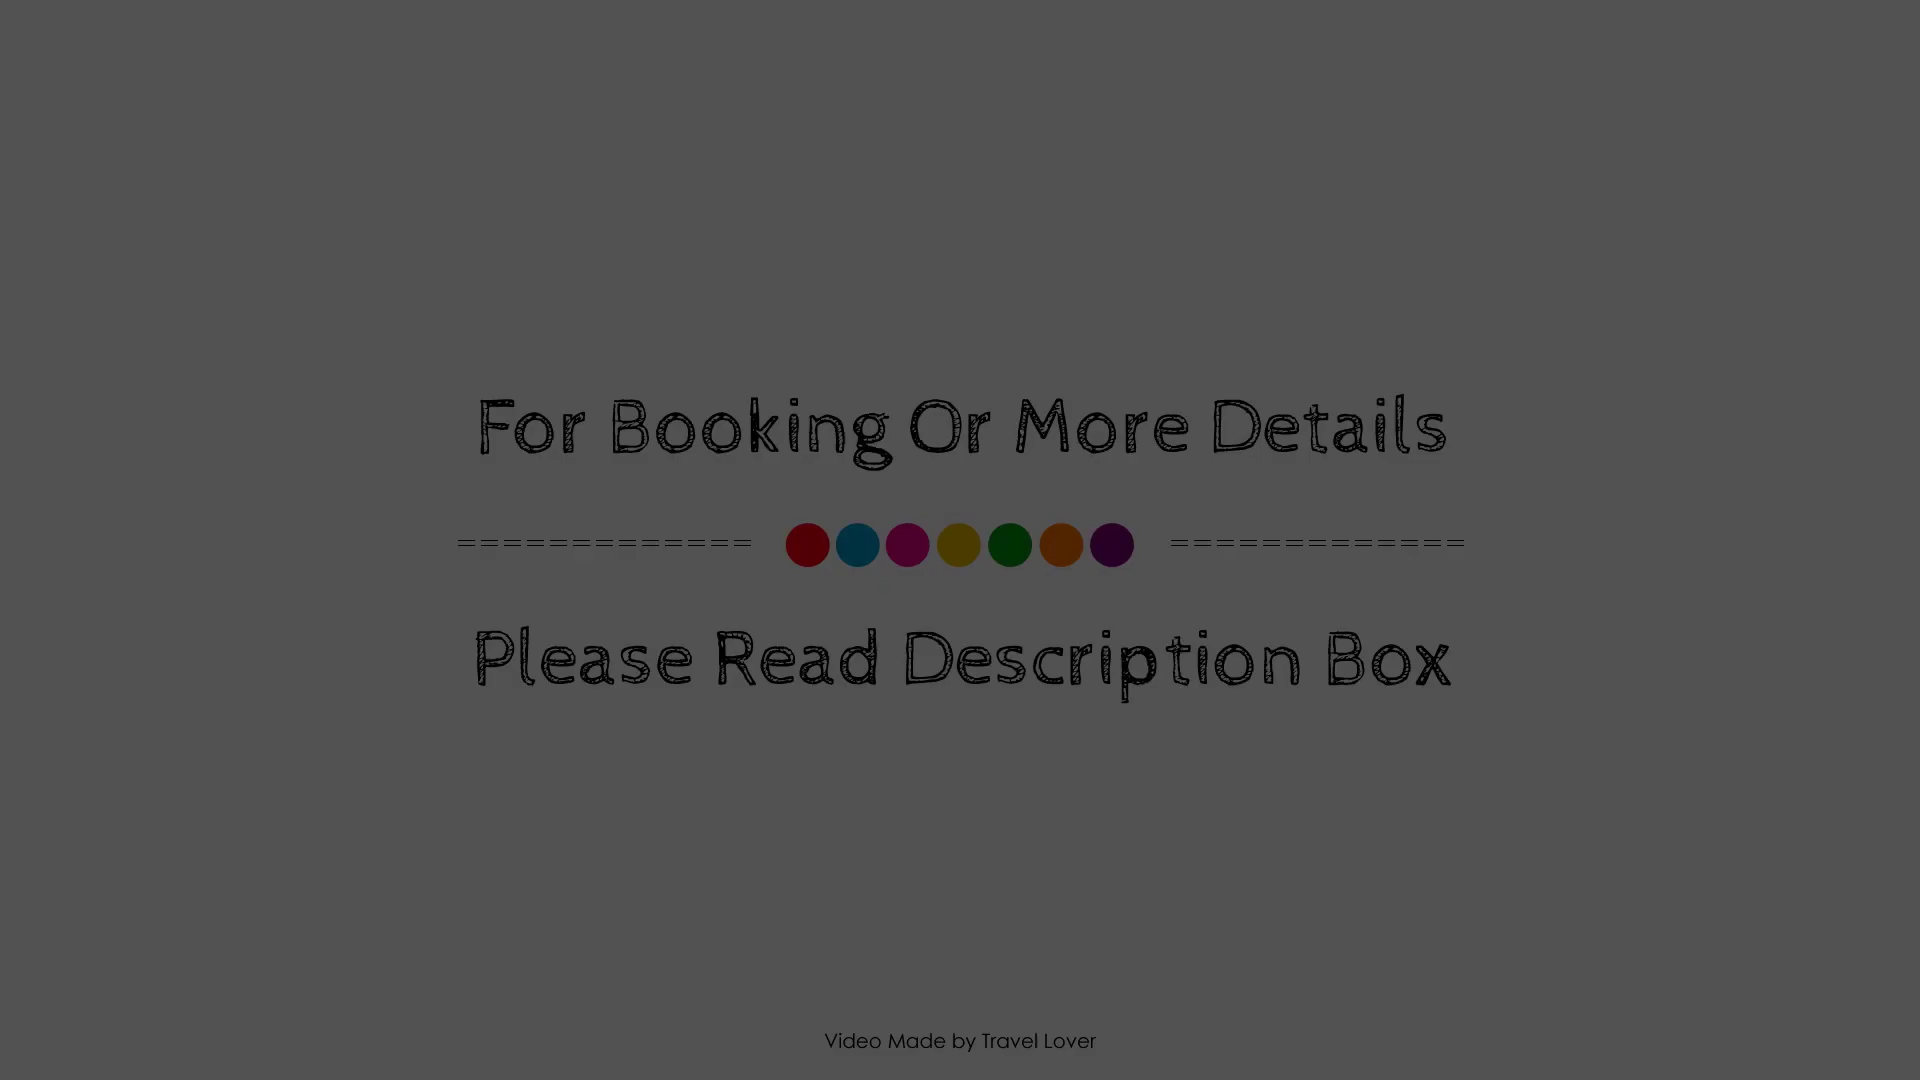 For Booking Or More Details
============= =============
Please Read Description Box
Video Made by Travel Lover